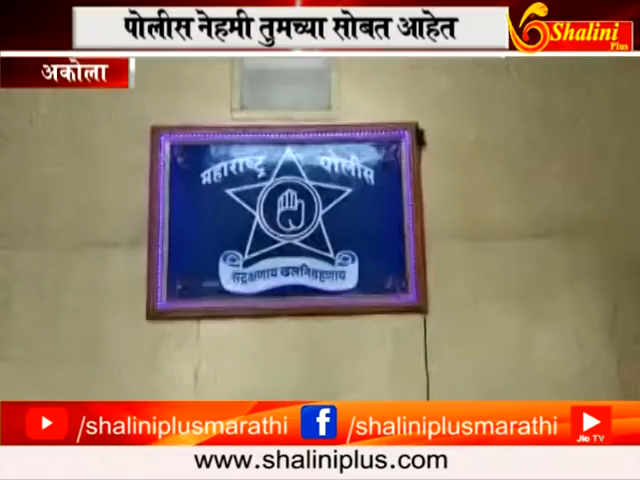 पोलीस नेहमी तुमच्या सोबत आहेत
Shalini
Plus
अकोला
महाराष्ट्र पोलीस
सद्रक्षणाय खलनिग्रहणाय
/shaliniplusmarathi
/shaliniplusmarathi
Jio TV
www.shaliniplus.com